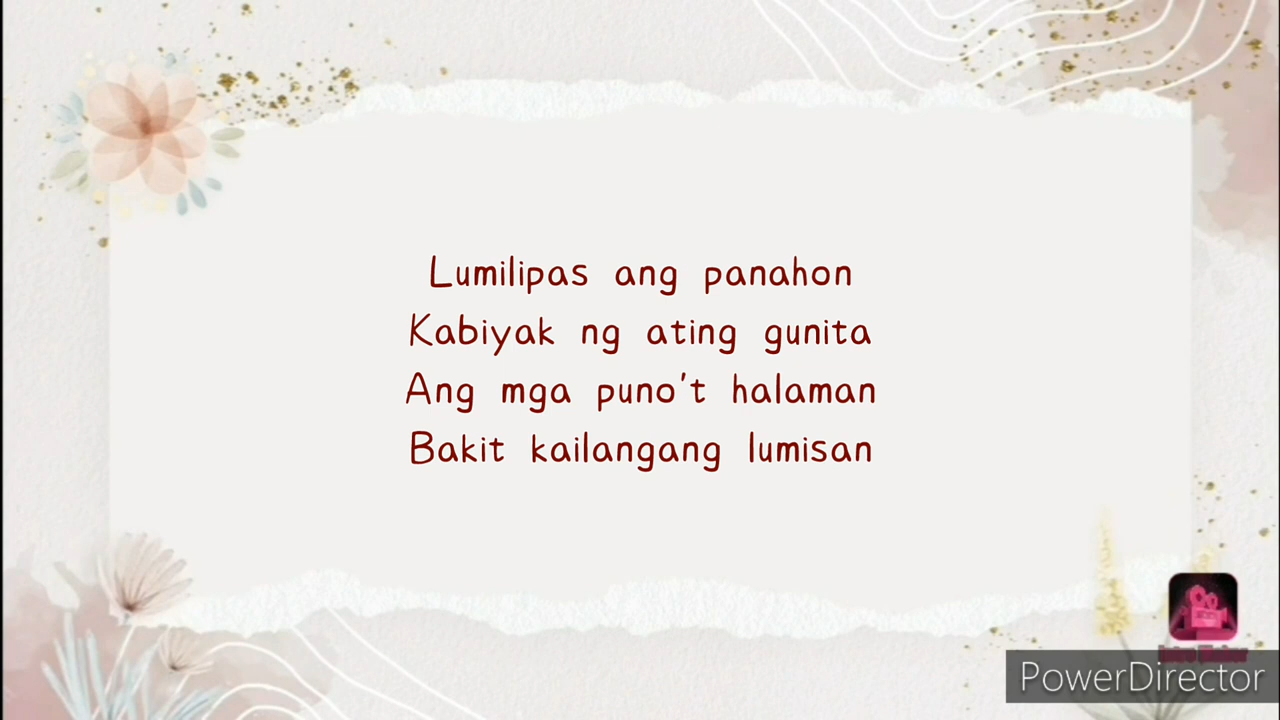 Lumilipas ang panahon
Kabiyak ng ating gunita
Ang mga puno't halaman
Bakit kailangang lumisan
PowerDirector